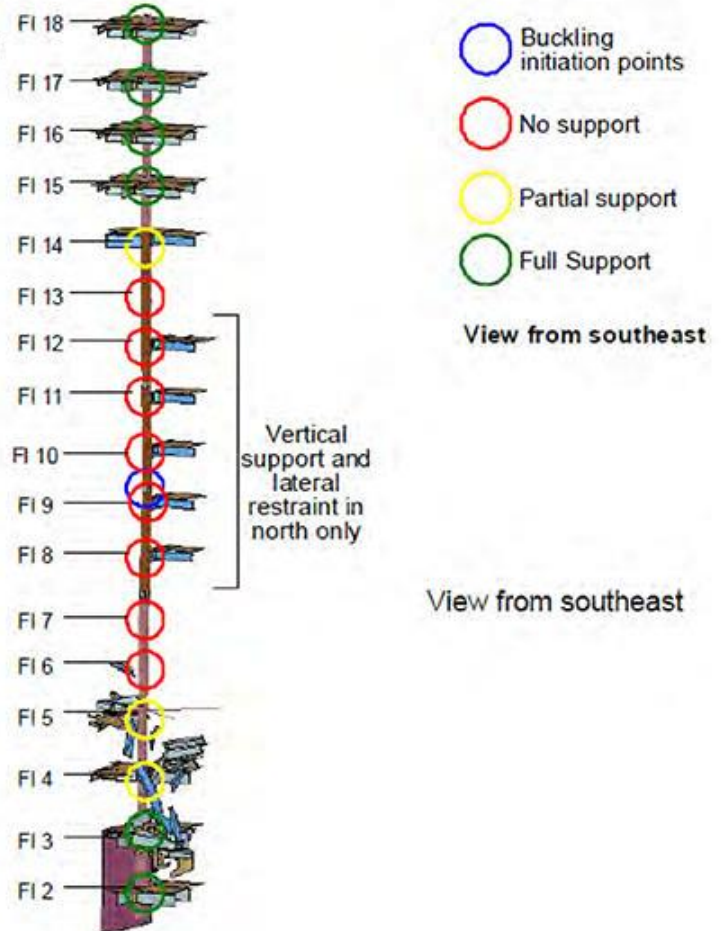 Fl 18
Fl 17
Fl 16
Fl 15
Fl 14
Fl 13
Fl 12
Fl 11
Fl 10
Fl 9
Fl 8
Fl 7
Fl 6
Fl 5
Fl 4
Fl 3
Fl 2
Vertical
support and
lateral
restraint in
north only
Buckling
initiation points
No support
Partial support
Full Support
View from southeast
View from southeast